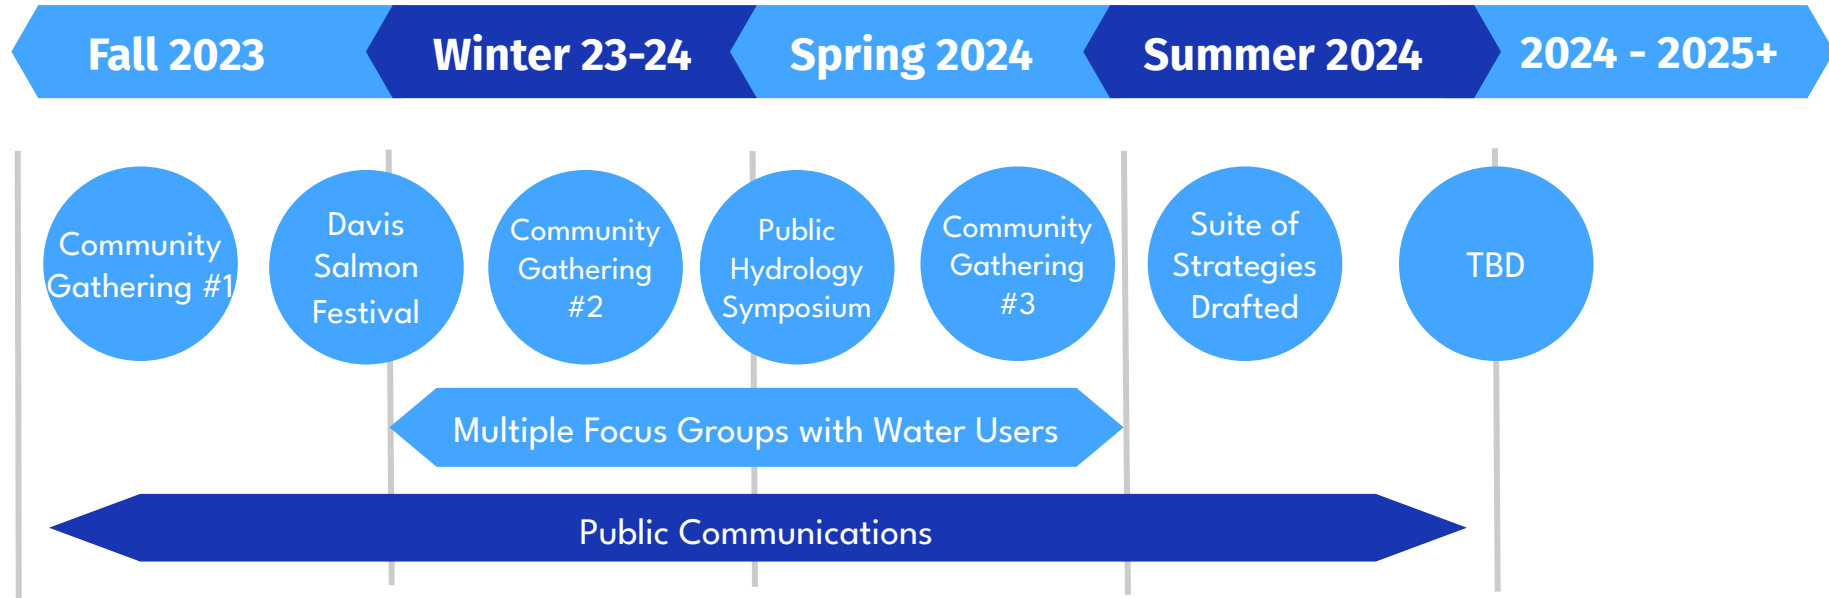 Fall 2023
Winter 23-24
Spring 2024
Summer 2024
2024 - 2025+
Community
Gathering #1
Davis
Salmon
Festival
Community
Gathering
#2
Public
Hydrology
Symposium
Community
Gathering
#3
Suite of
Strategies
Drafted
TBD
Multiple Focus Groups with Water Users
Public Communications